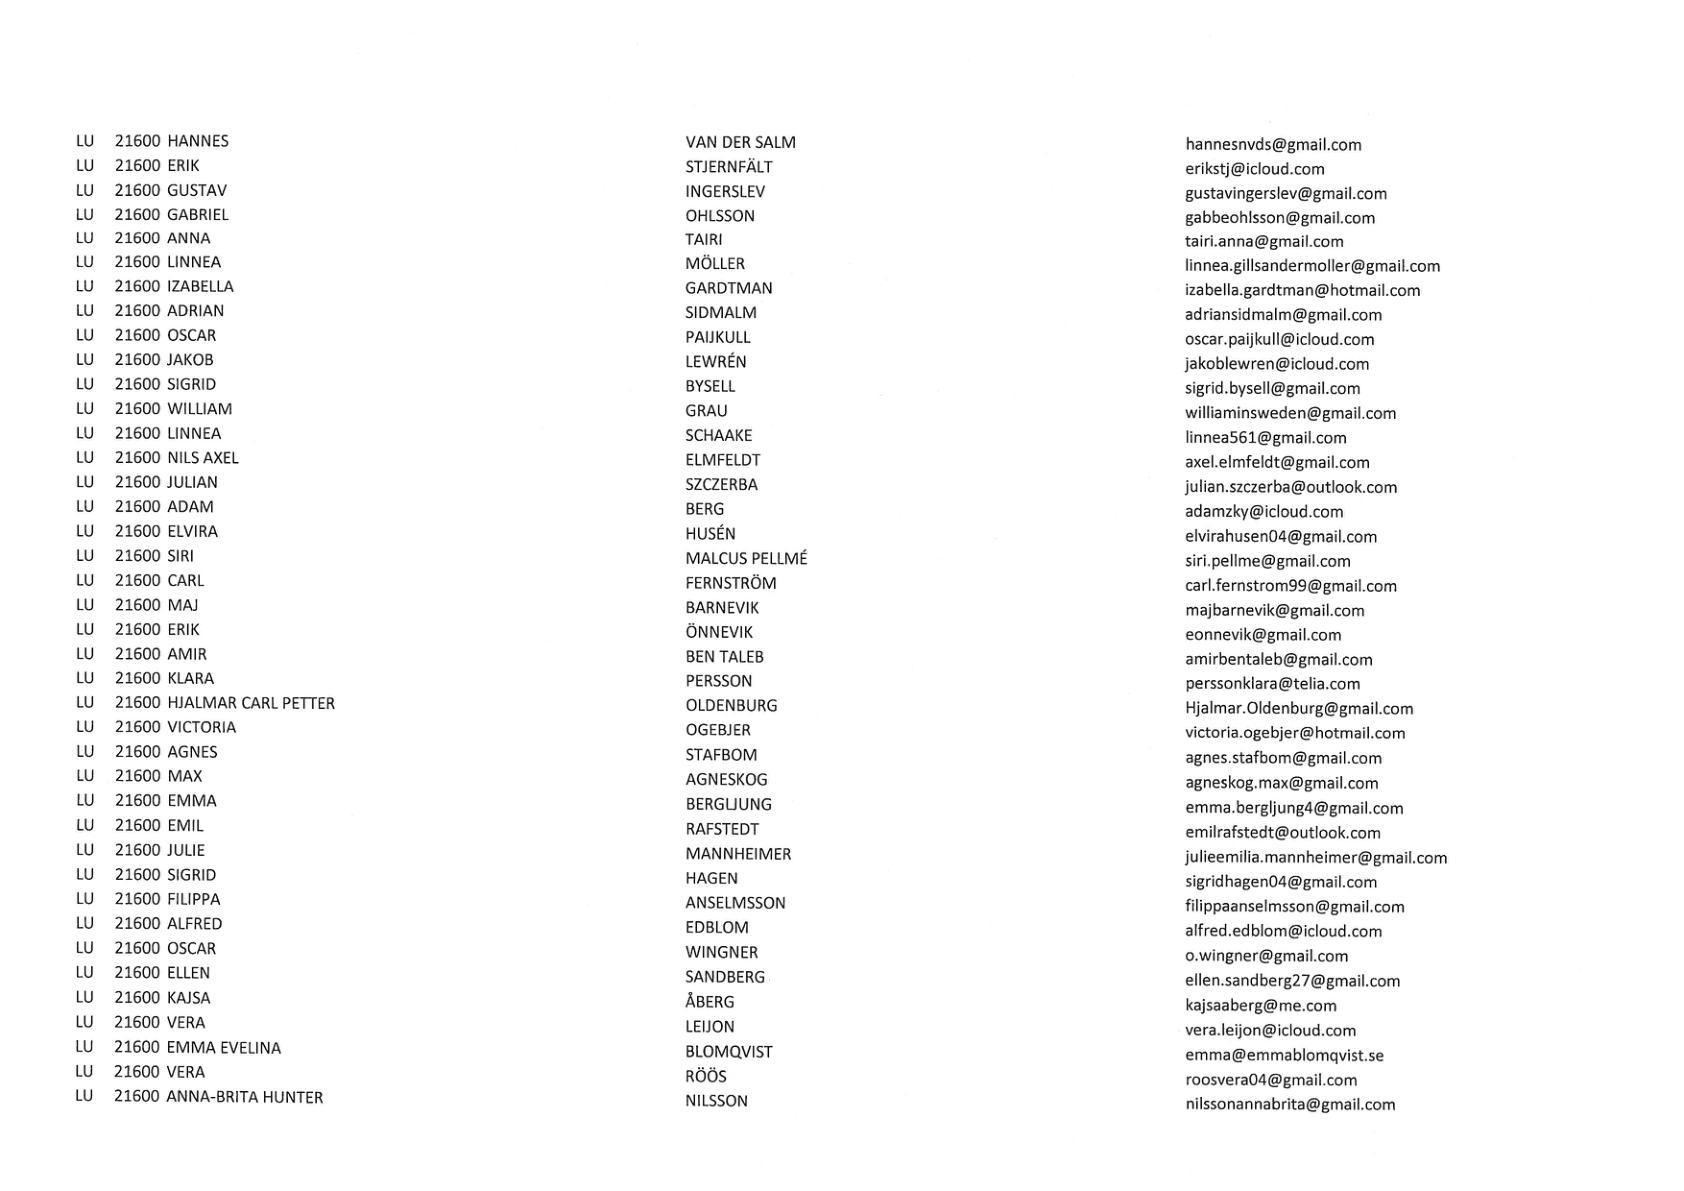 LU 21600 HANNES VAN DER SALM hannesnvds@gmail.com
LU 21600 ERIK STJERNFÄLT erikstj@icloud.com
LU 21600 GUSTAV INGERSLEV gustavingerslev@gmail.com
LU 21600 GABRIEL OHLSSON gabbeohlsson@gmail.com
LU 21600 ANNA TAIRI tairi.anna@gmail.com
LU 21600 LINNEA MÖLLER linnea.gillsandermoller@gmail.com
LU 21600 IZABELLA GARDTMAN izabella.gardtman@hotmail.com
LU 21600 ADRIAN SIDMALM adriansidmalm@gmail.com
LU 21600 OSCAR PAIJKULL oscar.paijkull@icloud.com
LU 21600 JAKOB LEWRÉN jakoblewren@icloud.com
LU 21600 SIGRID BYSELL sigrid.bysell@gmail.com
LU 21600 WILLIAM GRAU williaminsweden@gmail.com
LU 21600 LINNEA SCHAAKE linnea561@gmail.com
LU 21600 NILS AXEL ELMFELDT axel.elmfeldt@gmail.com
LU 21600 JULIAN SZCZERBA julian.szczerba@outlook.com
LU 21600 ADAM BERG adamzky@icloud.com
LU 21600 ELVIRA HUSÉN elvirahusen04@gmail.com
LU 21600 SIRI MALCUS PELLMÉ siri.pellme@gmail.com
LU 21600 CARL FERNSTRÖM carl.fernstrom99@gmail.com
LU 21600 MAJ BARNEVIK majbarnevik@gmail.com
LU 21600 ERIK ÖNNEVIK eonnevik@gmail.com
LU 21600 AMIR BEN TALEB amirbentaleb@gmail.com
LU 21600 KLARA PERSSON perssonklara@telia.com
LU 21600 HJALMAR CARL PETTER OLDENBURG Hjalmar.Oldenburg@gmail.com
LU 21600 VICTORIA OGEBJER victoria.ogebjer@hotmail.com
LU 21600 AGNES STAFBOM agnes.stafbom@gmail.com
LU 21600 MAX AGNESKOG agneskog.max@gmail.com
LU 21600 EMMA BERGLJUNG emma.bergljung4@gmail.com
LU 21600 EMIL RAFSTEDT emilrafstedt@outlook.com
LU 21600 JULIE MANNHEIMER julieemilia.mannheimer@gmail.com
LU 21600 SIGRID HAGEN sigridhagen04@gmail.com
LU 21600 FILIPPA ANSELMSSON filippaanselmsson@gmail.com
LU 21600 ALFRED EDBLOM alfred.edblom@icloud.com
LU 21600 OSCAR WINGNER o.wingner@gmail.com
LU 21600 ELLEN SANDBERG ellen.sandberg27@gmail.com
LU 21600 KAJSA ÅBERG kajsaaberg@me.com
LU 21600 VERA LEIJON vera.leijon@icloud.com
LU 21600 EMMA EVELINA BLOMQVIST emma@emmablomqvist.se
LU 21600 VERA RÖÖS roosvera04@gmail.com
LU 21600 ANNA-BRITA HUNTER NILSSON nilssonannabrita@gmail.com